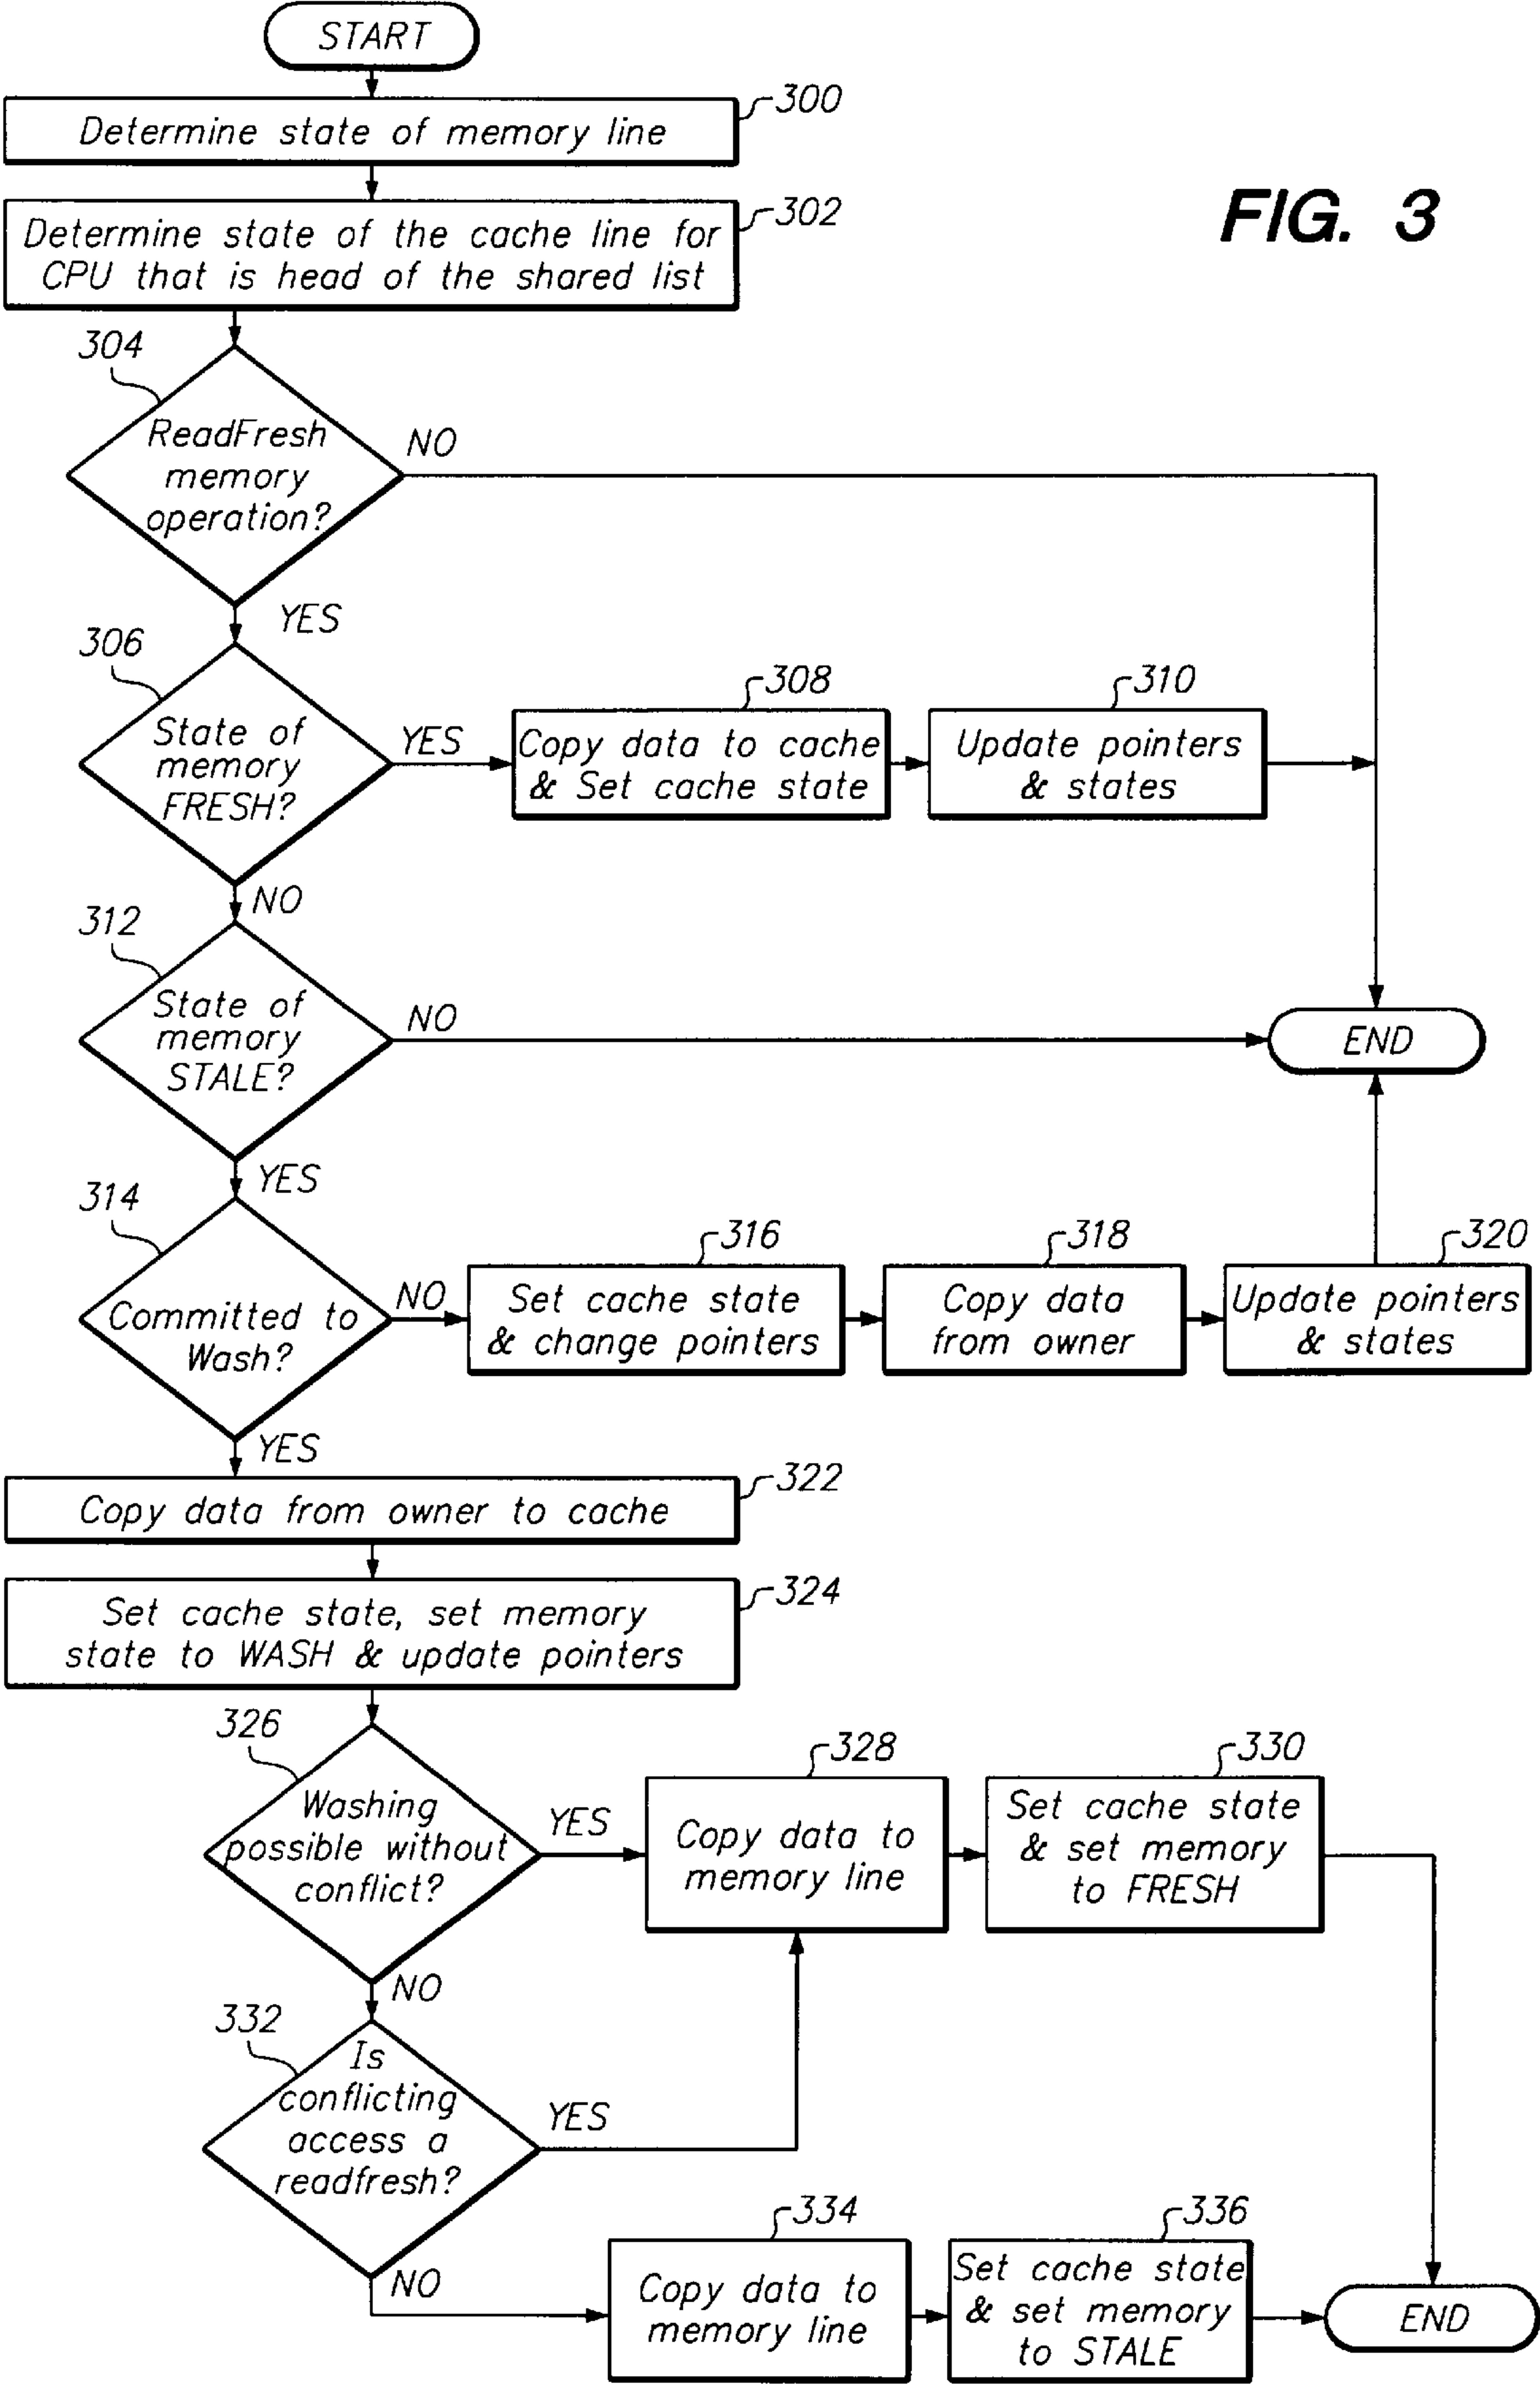 START
300
Determine state of memory line
302
Determine state of the cache line for
CPU that is head of the shared list
FIG. 3
304
ReadFresh
memory
operation?
NO
YES
306
State of
memory
FRESH?
YES
308
Copy data to cache
& Set cache state
310
Update pointers
& states
NO
312
State of
memory
STALE?
NO
END
YES
314
Committed to
Wash?
NO
316
Set cache state
& change pointers
318
Copy data
from owner
320
Update pointers
& states
YES
322
Copy data from owner to cache
324
Set cache state, set memory
state to WASH & update pointers
326
Washing
possible without
conflict?
YES
328
Copy data to
memory line
330
Set cache state
& set memory
to FRESH
NO
332
Is
conflicting
access a
readfresh?
YES
NO
334
Copy data to
memory line
336
Set cache state
& set memory
to STALE
END